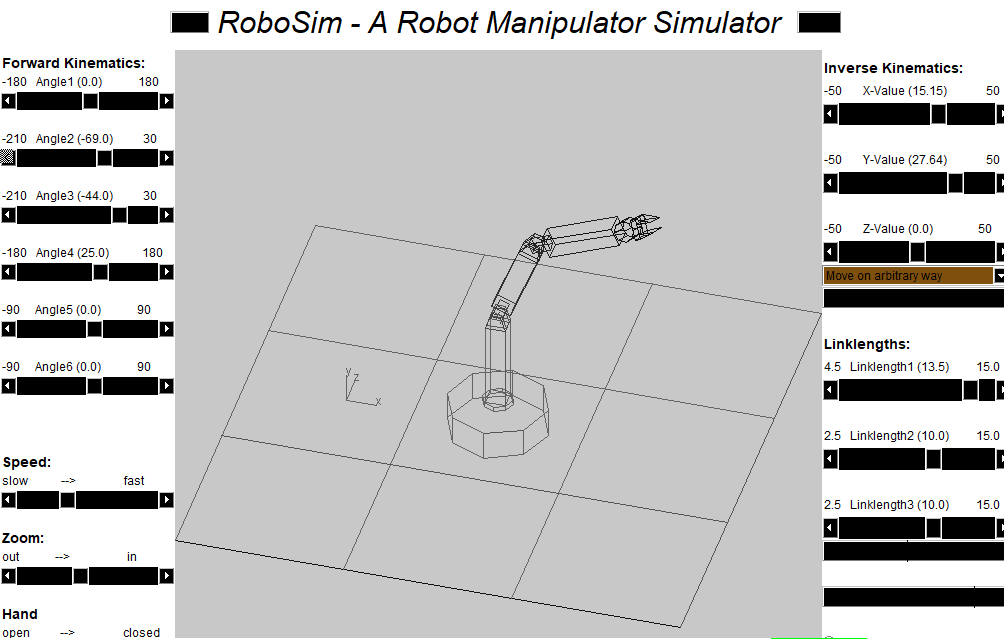 RoboSim - A Robot Manipulator Simulator
Forward Kinematics:
-180 Angle1 (0.0) 180
-210 Angle2 (-69.0) 30
-210 Angle3 (-44.0) 30
-180 Angle4 (25.0) 180
-90 Angle5 (0.0) 90
-90 Angle6 (0.0) 90
Speed:
slow --> fast
Zoom:
out --> in
Hand
open --> closed
y
z
x
Inverse Kinematics:
-50 X-Value (15.15) 50
-50 Y-Value (27.64) 50
-50 Z-Value (0.0) 50
Move on arbitrary way
Linklengths:
4.5 Linklength1 (13.5) 15.0
2.5 Linklength2 (10.0) 15.0
2.5 Linklength3 (10.0) 15.0